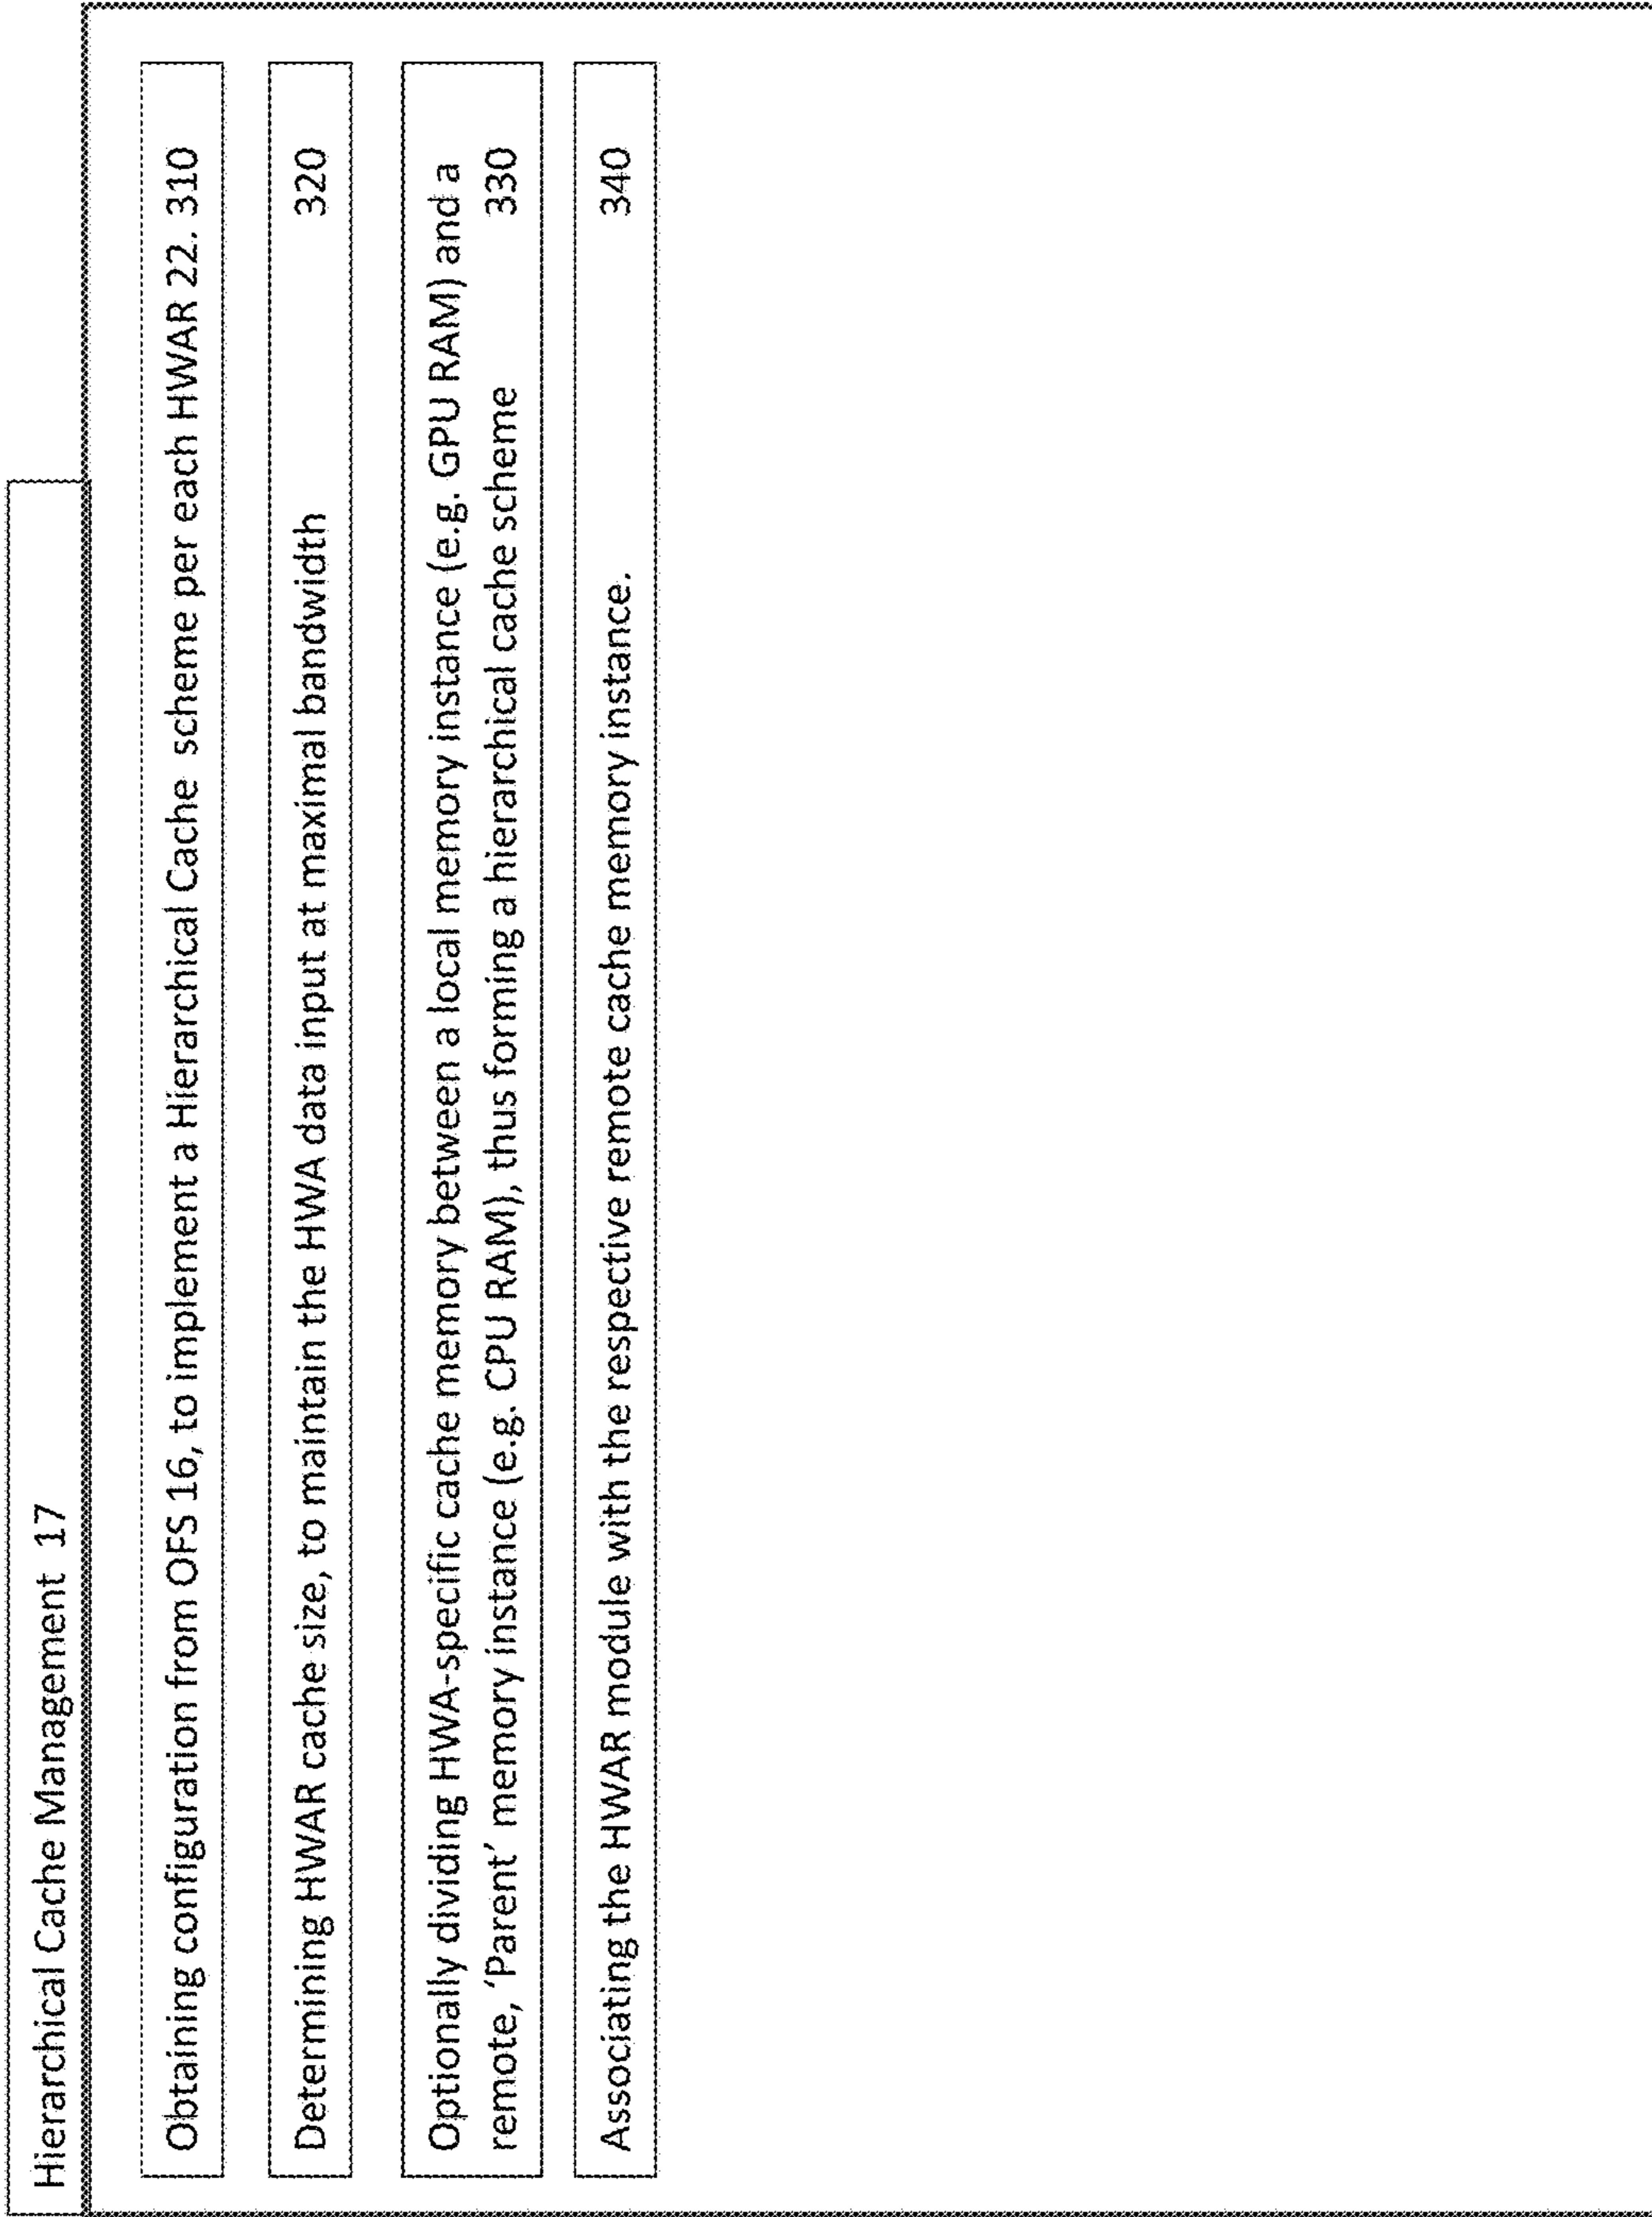 Hierarchical Cache Management 17
Obtaining configuration from OFS 16, to implement a Hierarchical Cache scheme per each HWAR 22. 310
Determining HWAR cache size, to maintain the HWA data input at maximal bandwidth 320
Optionally dividing HWA-specific cache memory between a local memory instance (e.g. GPU RAM) and a
remote, ‘Parent’ memory instance (e.g. CPU RAM), thus forming a hierarchical cache scheme 330
Associating the HWAR module with the respective remote cache memory instance. 340